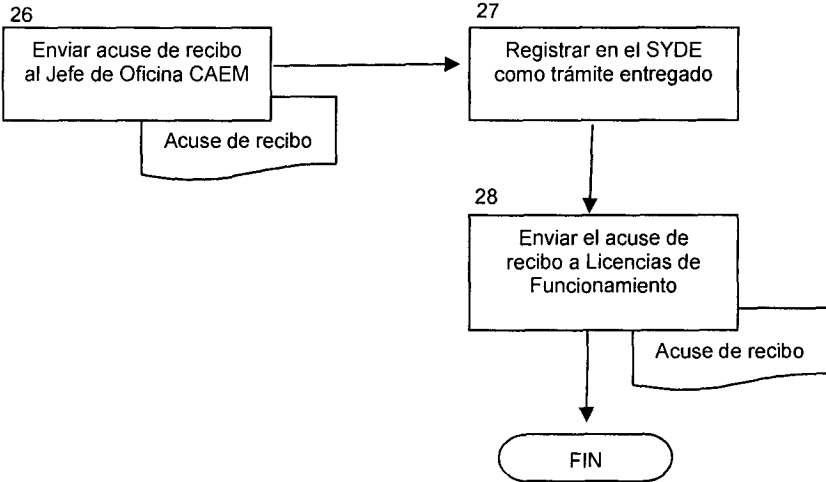 26
Enviar acuse de recibo
al Jefe de Oficina CAEM
Acuse de recibo
27
Registrar en el SYDE
como trámite entregado
28
Enviar el acuse de
recibo a Licencias de
Funcionamiento
Acuse de recibo
FIN